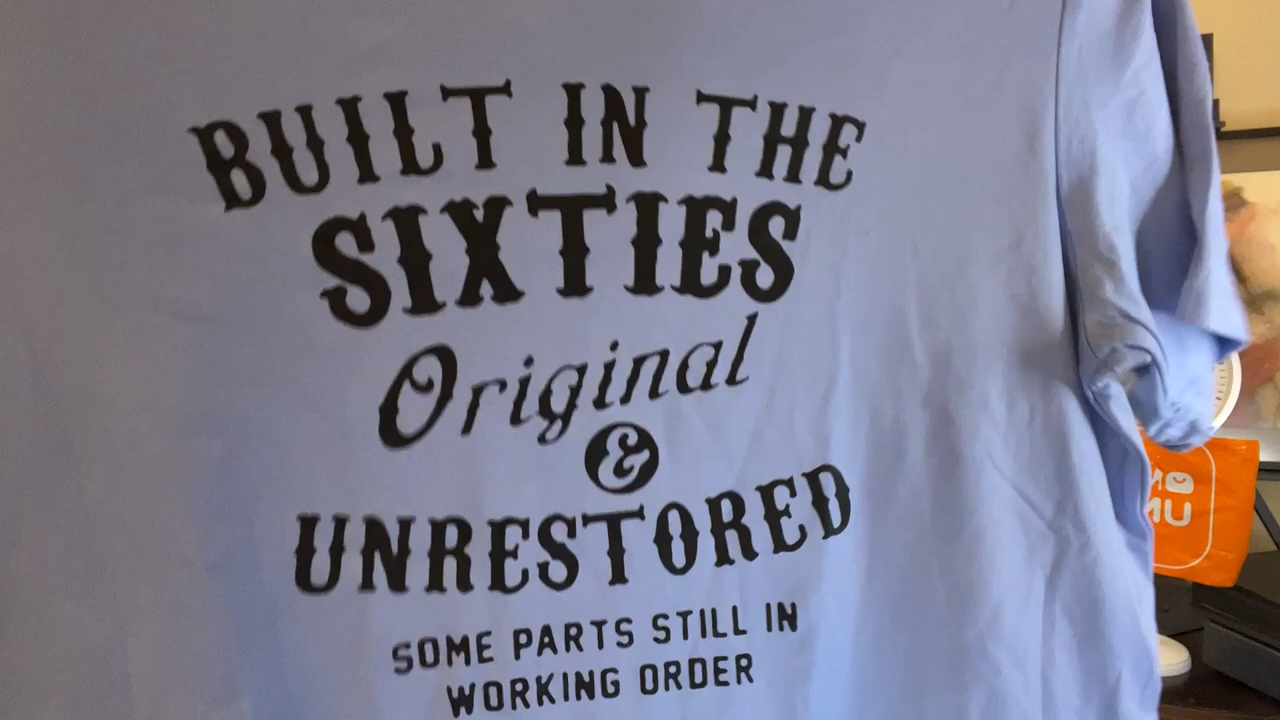 BUILT IN THE
SIXTIES
Original
&
UNRESTORED
SOME PARTS STILL IN
WORKING ORDER